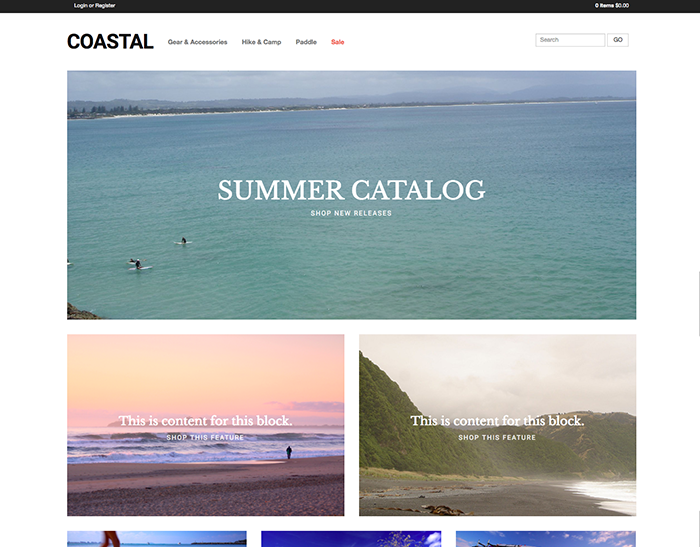 Login or Register
0 Items $0.00
COASTAL
Gear & Accessories
Hike & Camp
Paddle
Sale
Search
GO
SUMMER CATALOG
SHOP NEW RELEASES
This is content for this block.
SHOP THIS FEATURE
This is content for this block.
SHOP THIS FEATURE